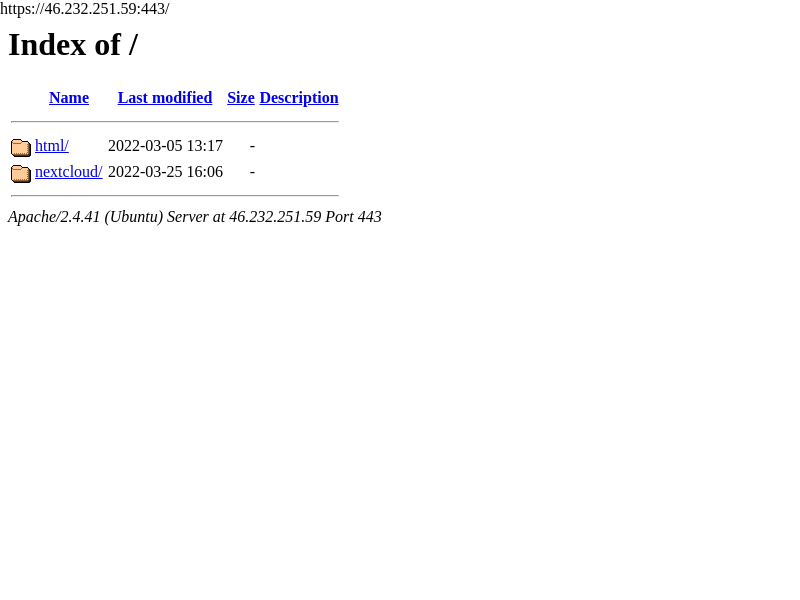 https://46.232.251.59:443/
Index of /
Name Last modified Size Description
html/ 2022-03-05 13:17 -
nextcloud/ 2022-03-25 16:06 -
Apache/2.4.41 (Ubuntu) Server at 46.232.251.59 Port 443